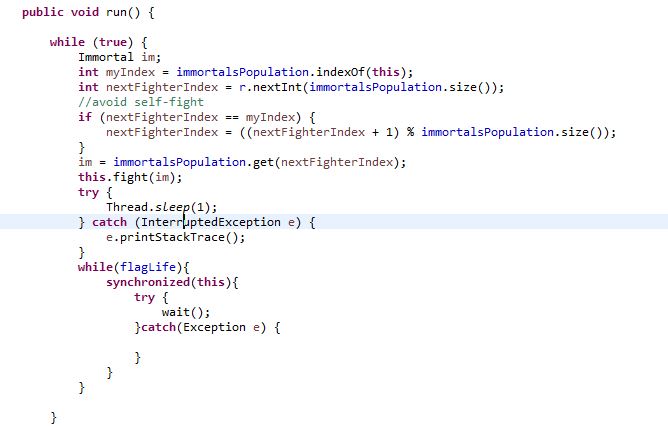 public void run() {
while (true) {
Immortal im;
int myIndex = immortalsPopulation.indexOf(this);
int nextFighterIndex = r.nextInt(immortalsPopulation.size());
//avoid self-fight
if (nextFighterIndex == myIndex) {
nextFighterIndex = ((nextFighterIndex + 1) % immortalsPopulation.size());
}
im = immortalsPopulation.get(nextFighterIndex);
this.fight(im);
try {
Thread.sleep(1);
} catch (InterruptedException e) {
e.printStackTrace();
}
while(flagLife){
synchronized(this){
try {
wait();
}catch(Exception e) {
}
}
}
}